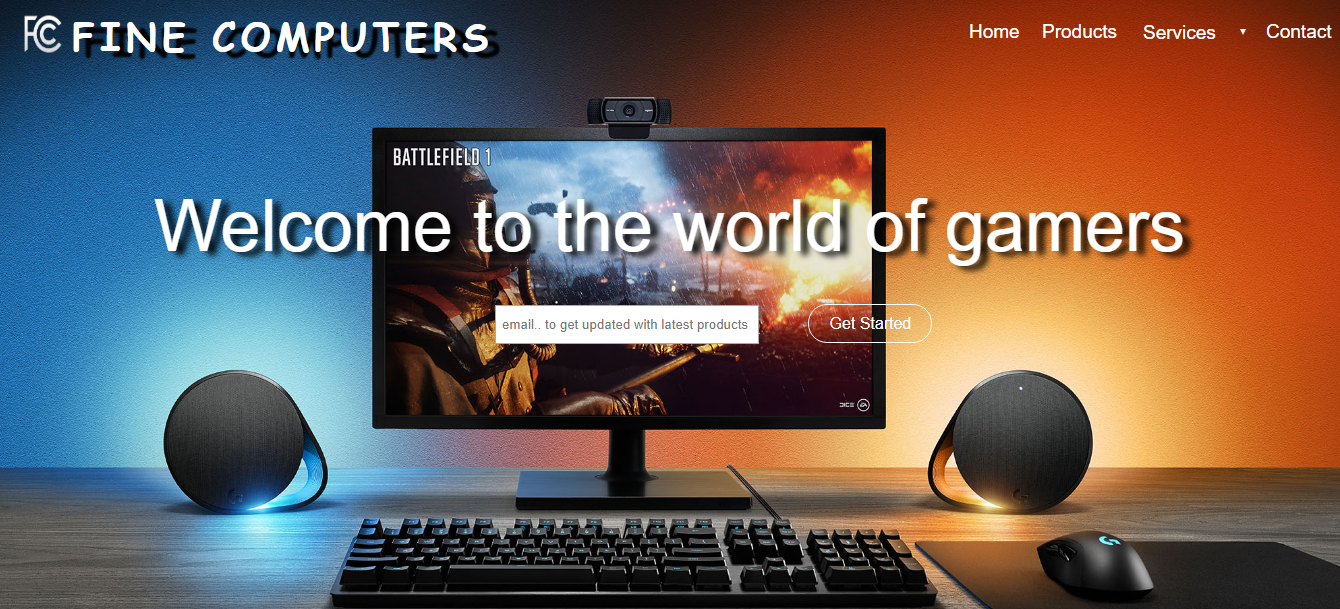 FCC FINE COMPUTERS
Home Products Services ▾ Contact
BATTLEFIELD 1
Welcome to the world of gamers
email.. to get updated with latest products
Get Started
DICE EA